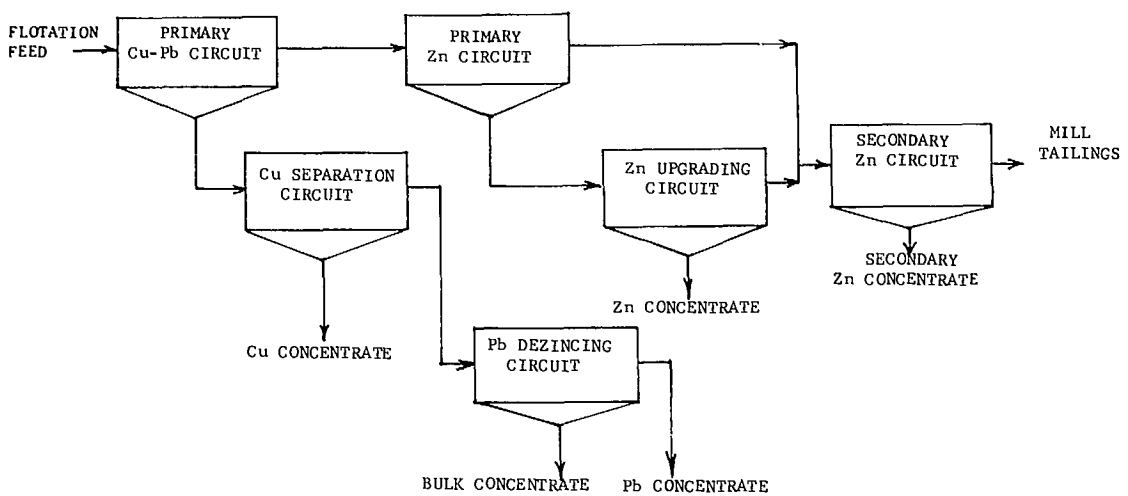 FLOTATION
FEED
PRIMARY
Cu-Pb CIRCUIT
PRIMARY
Zn CIRCUIT
SECONDARY
Zn CIRCUIT
MILL
TAILINGS
Cu SEPARATION
CIRCUIT
Zn UPGRADING
CIRCUIT
SECONDARY
Zn CONCENTRATE
Zn CONCENTRATE
Cu CONCENTRATE
Pb DEZINCING
CIRCUIT
BULK CONCENTRATE
Pb CONCENTRATE